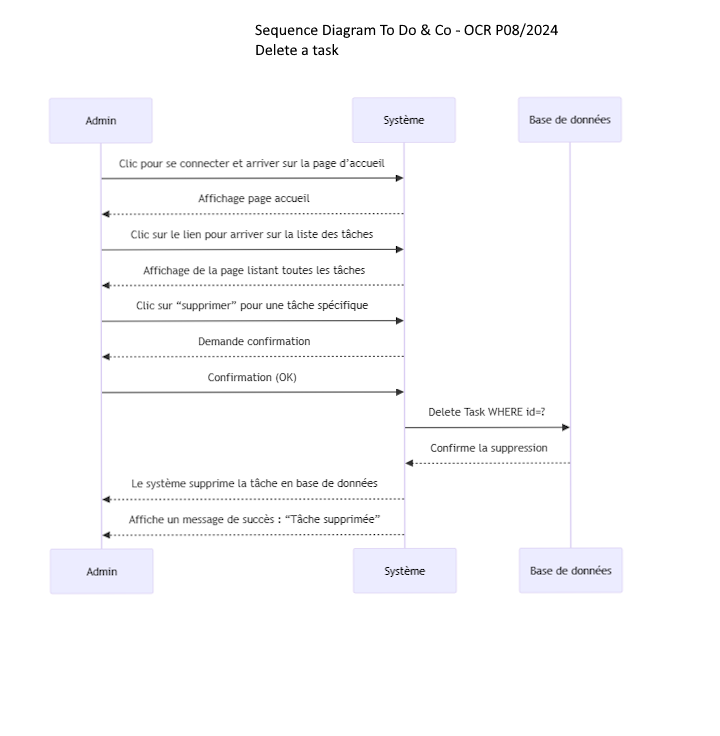 Sequence Diagram To Do & Co - OCR P08/2024
Delete a task
Admin
Système
Base de données
Clic pour se connecter et arriver sur la page d’accueil
Affichage page accueil
Clic sur le lien pour arriver sur la liste des tâches
Affichage de la page listant toutes les tâches
Clic sur “supprimer” pour une tâche spécifique
Demande confirmation
Confirmation (OK)
Delete Task WHERE id=?
Confirme la suppression
Le système supprime la tâche en base de données
Affiche un message de succès : “Tâche supprimée”
Admin
Système
Base de données